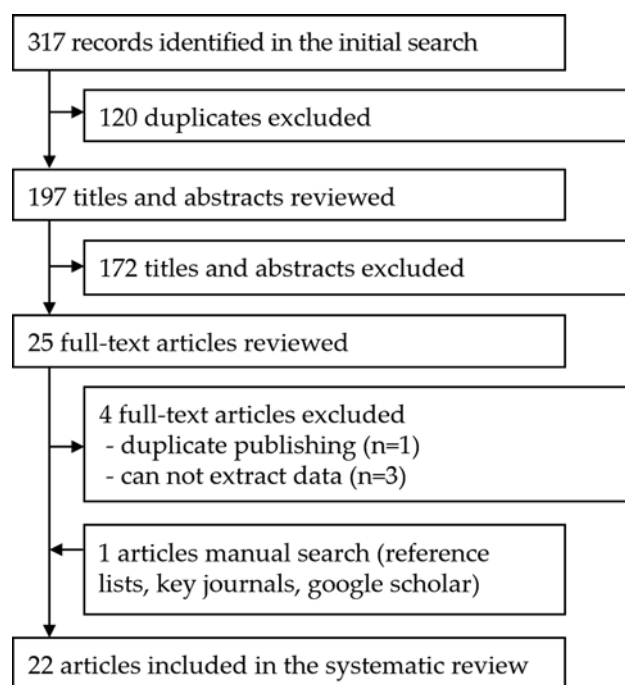 317 records identified in the initial search
120 duplicates excluded
197 titles and abstracts reviewed
172 titles and abstracts excluded
25 full-text articles reviewed
4 full-text articles excluded
- duplicate publishing (n=1)
- can not extract data (n=3)
1 articles manual search (reference
lists, key journals, google scholar)
22 articles included in the systematic review